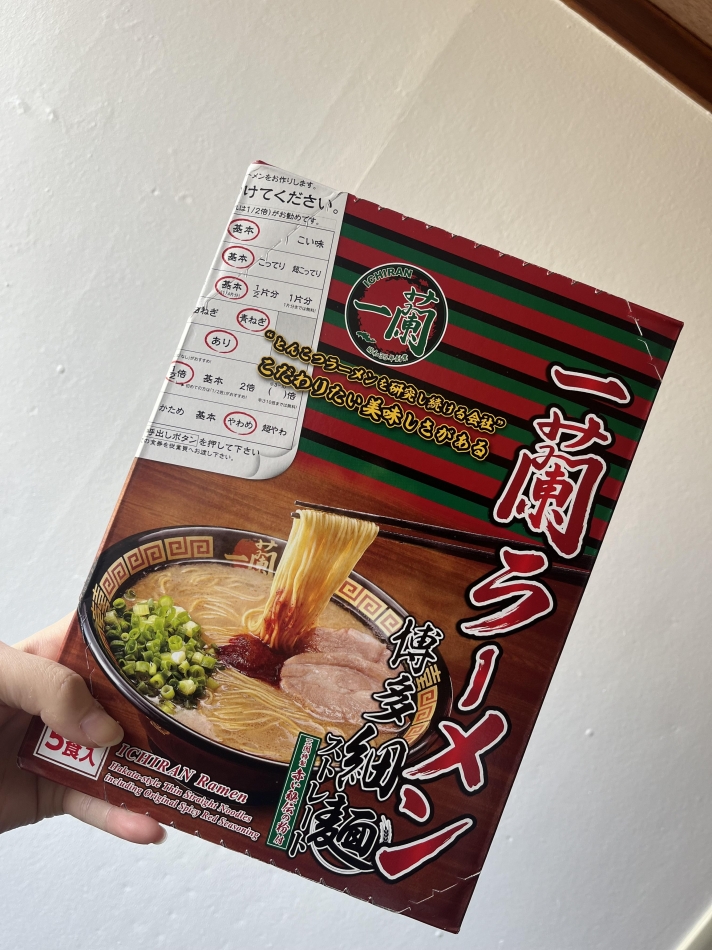 ーメンをお作りします。
けてください。
は1/2倍)がお勧めです。
基本 こい味
基本 こってり 超こってり
基本 1/2片分 1片分
ねぎ 青ねぎ
あり
倍 基本 2倍 ( )倍
かため 基本 やわめ 超やわ
呼出しボタンを押して下さい
ICHIRAN
一蘭
"とんこつラーメンを研究し続ける会社"
こだわりたい美味しさがある
一蘭ラーメン
一蘭
博多細麺
ストレート
赤い秘伝の粉付
5食入
ICHIRAN Ramen
Hakata-style Thin Straight Noodles
including Original Spicy Red Seasoning